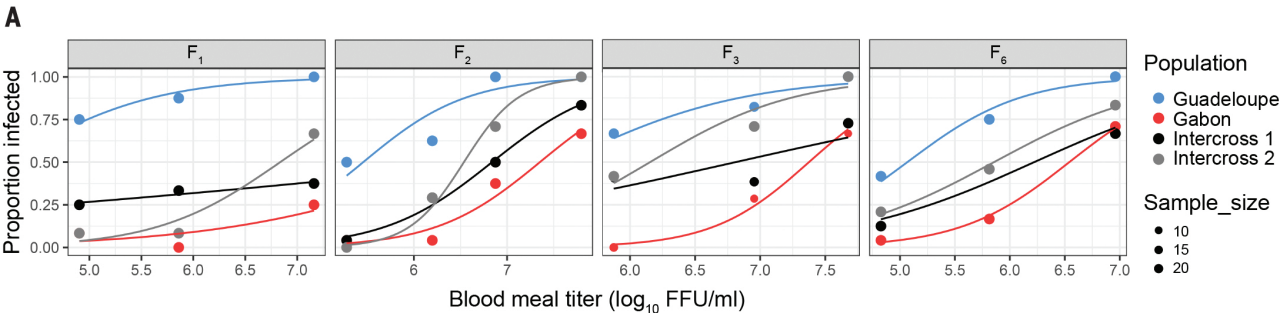 A
F1 F2 F3 F6
Proportion infected
1.00
0.75
0.50
0.25
0.00
5.0 5.5 6.0 6.5 7.0 6 7 6.0 6.5 7.0 7.5 5.0 5.5 6.0 6.5 7.0
Blood meal titer (log10 FFU/ml)
Population
Guadeloupe
Gabon
Intercross 1
Intercross 2
Sample_size
10
15
20